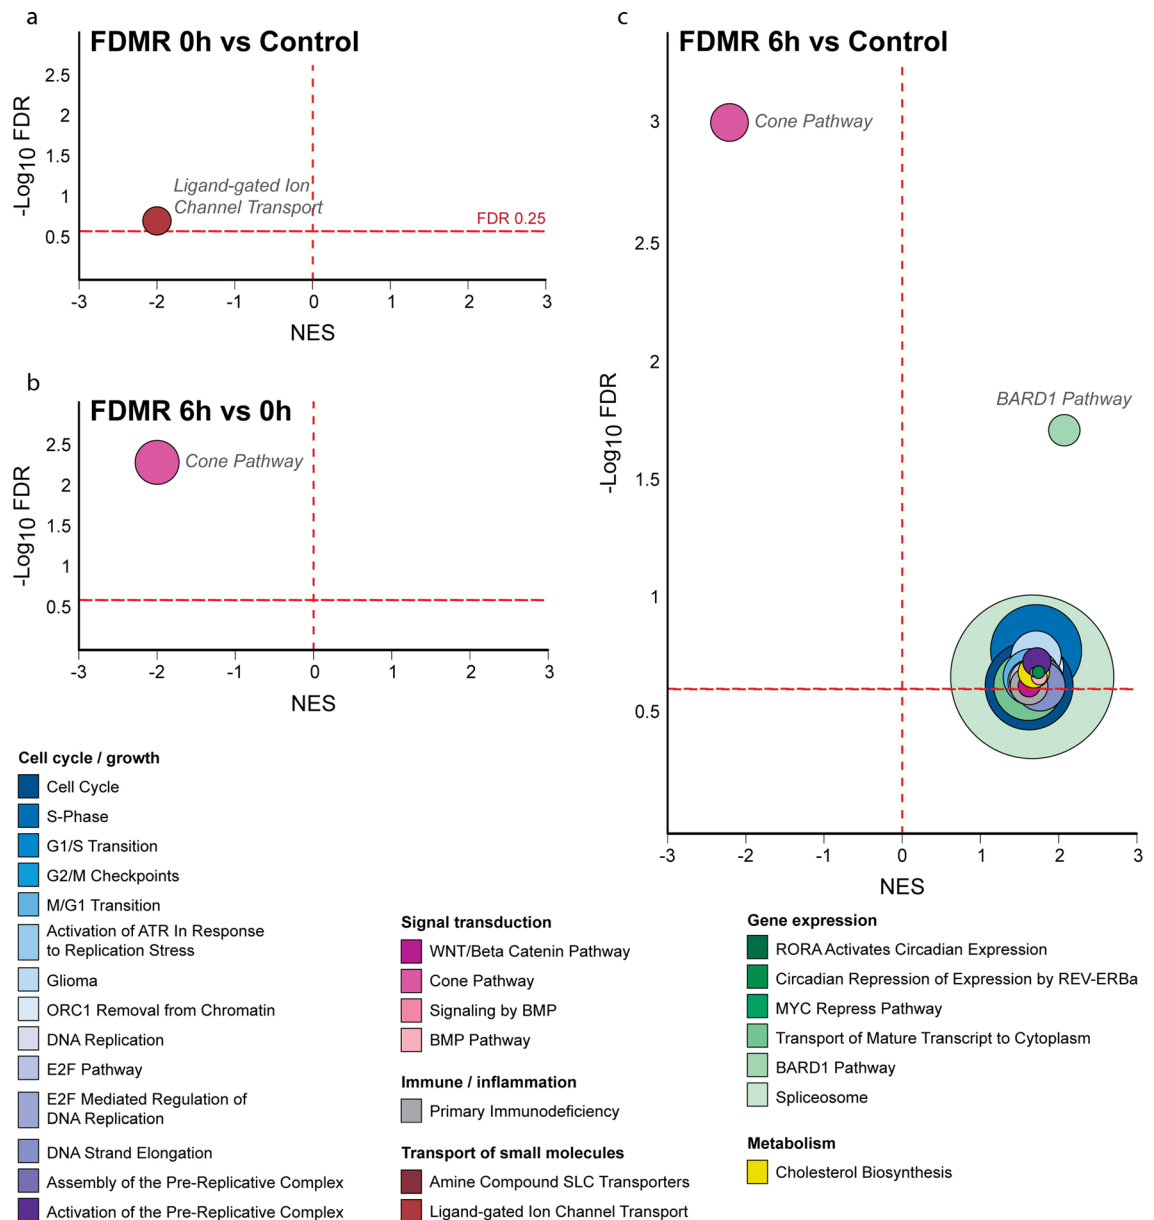 a
FDMR 0h vs Control
-Log10 FDR
2.5
2
1.5
1
0.5
Ligand-gated Ion
Channel Transport
FDR 0.25
-3 -2 -1 0 1 2 3
NES
b
FDMR 6h vs 0h
-Log10 FDR
2.5
2
1.5
1
0.5
Cone Pathway
-3 -2 -1 0 1 2 3
NES
c
FDMR 6h vs Control
-Log10 FDR
3
2.5
2
1.5
1
0.5
Cone Pathway
BARD1 Pathway
-3 -2 -1 0 1 2 3
NES
Cell cycle / growth
Cell Cycle
S-Phase
G1/S Transition
G2/M Checkpoints
M/G1 Transition
Activation of ATR In Response
to Replication Stress
Glioma
ORC1 Removal from Chromatin
DNA Replication
E2F Pathway
E2F Mediated Regulation of
DNA Replication
DNA Strand Elongation
Assembly of the Pre-Replicative Complex
Activation of the Pre-Replicative Complex
Signal transduction
WNT/Beta Catenin Pathway
Cone Pathway
Signaling by BMP
BMP Pathway
Immune / inflammation
Primary Immunodeficiency
Transport of small molecules
Amine Compound SLC Transporters
Ligand-gated Ion Channel Transport
Gene expression
RORA Activates Circadian Expression
Circadian Repression of Expression by REV-ERBa
MYC Repress Pathway
Transport of Mature Transcript to Cytoplasm
BARD1 Pathway
Spliceosome
Metabolism
Cholesterol Biosynthesis